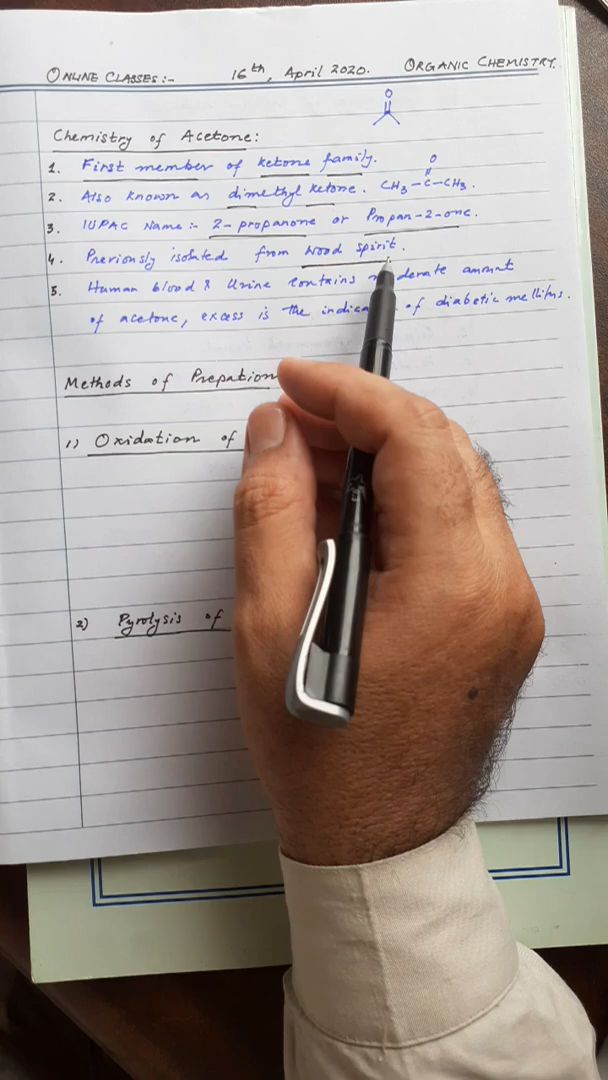 ONLINE CLASSES :- 16th, April 2020. ORGANIC CHEMISTRY.
O
Chemistry of Acetone:
1. First member of ketone family.
O
2. Also known as dimethyl ketone. CH3-C-CH3.
3. IUPAC Name :- 2-propanone or Propan-2-one.
4. Previously isolated from wood spirit.
5. Human blood & Urine contains moderate amount
of acetone, excess is the indica of diabetic mellitus.
Methods of Prepation
1) Oxidation of
2) Pyrolysis of